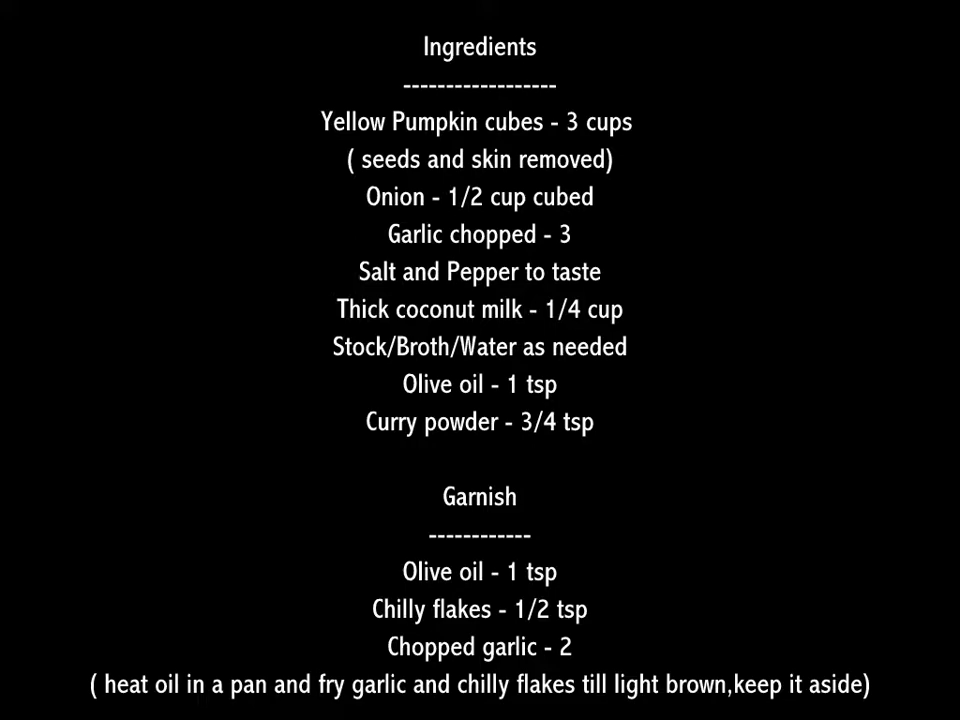 Ingredients
------------------
Yellow Pumpkin cubes - 3 cups
( seeds and skin removed)
Onion - 1/2 cup cubed
Garlic chopped - 3
Salt and Pepper to taste
Thick coconut milk - 1/4 cup
Stock/Broth/Water as needed
Olive oil - 1 tsp
Curry powder - 3/4 tsp
Garnish
------------
Olive oil - 1 tsp
Chilly flakes - 1/2 tsp
Chopped garlic - 2
( heat oil in a pan and fry garlic and chilly flakes till light brown,keep it aside)